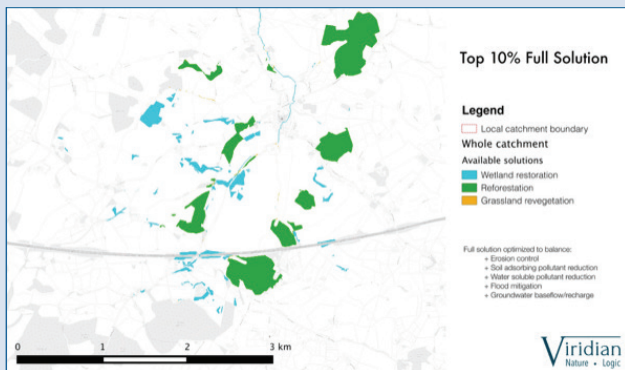 Top 10% Full Solution
Legend
Local catchment boundary
Whole catchment
Available solutions
Wetland restoration
Reforestation
Grassland revegetation
Full solution optimized to balance:
+ Erosion control
+ Soil adsorbing pollutant reduction
+ Water soluble pollutant reduction
+ Flood mitigation
+ Groundwater baseflow/recharge
0 1 2 3 km
Viridian
Nature • Logic